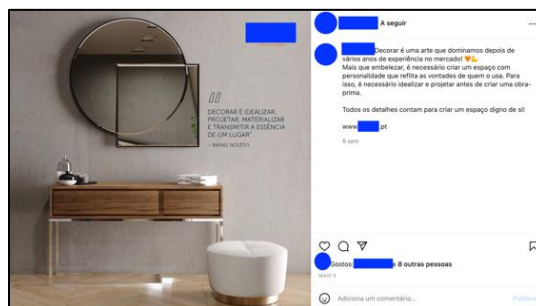 DECORAR É IDEALIZAR,
PROJETAR, MATERIALIZAR
E TRANSMITIR A ESSÊNCIA
DE UM LUGAR"
A seguir
Decorar é uma arte que dominamos depois de
vários anos de experiência no mercado! 🧡💪
Mais que embelezar, é necessário criar um espaço com
personalidade que reflita as vontades de quem o usa. Para
isso, é necessário idealizar e projetar antes de criar uma obra-
prima.
Todos os detalhes contam para criar um espaço digno de si!
www. .pt
6 sem
Gostos: e 8 outras pessoas
MAIO 5
Adiciona um comentário...
Publicar